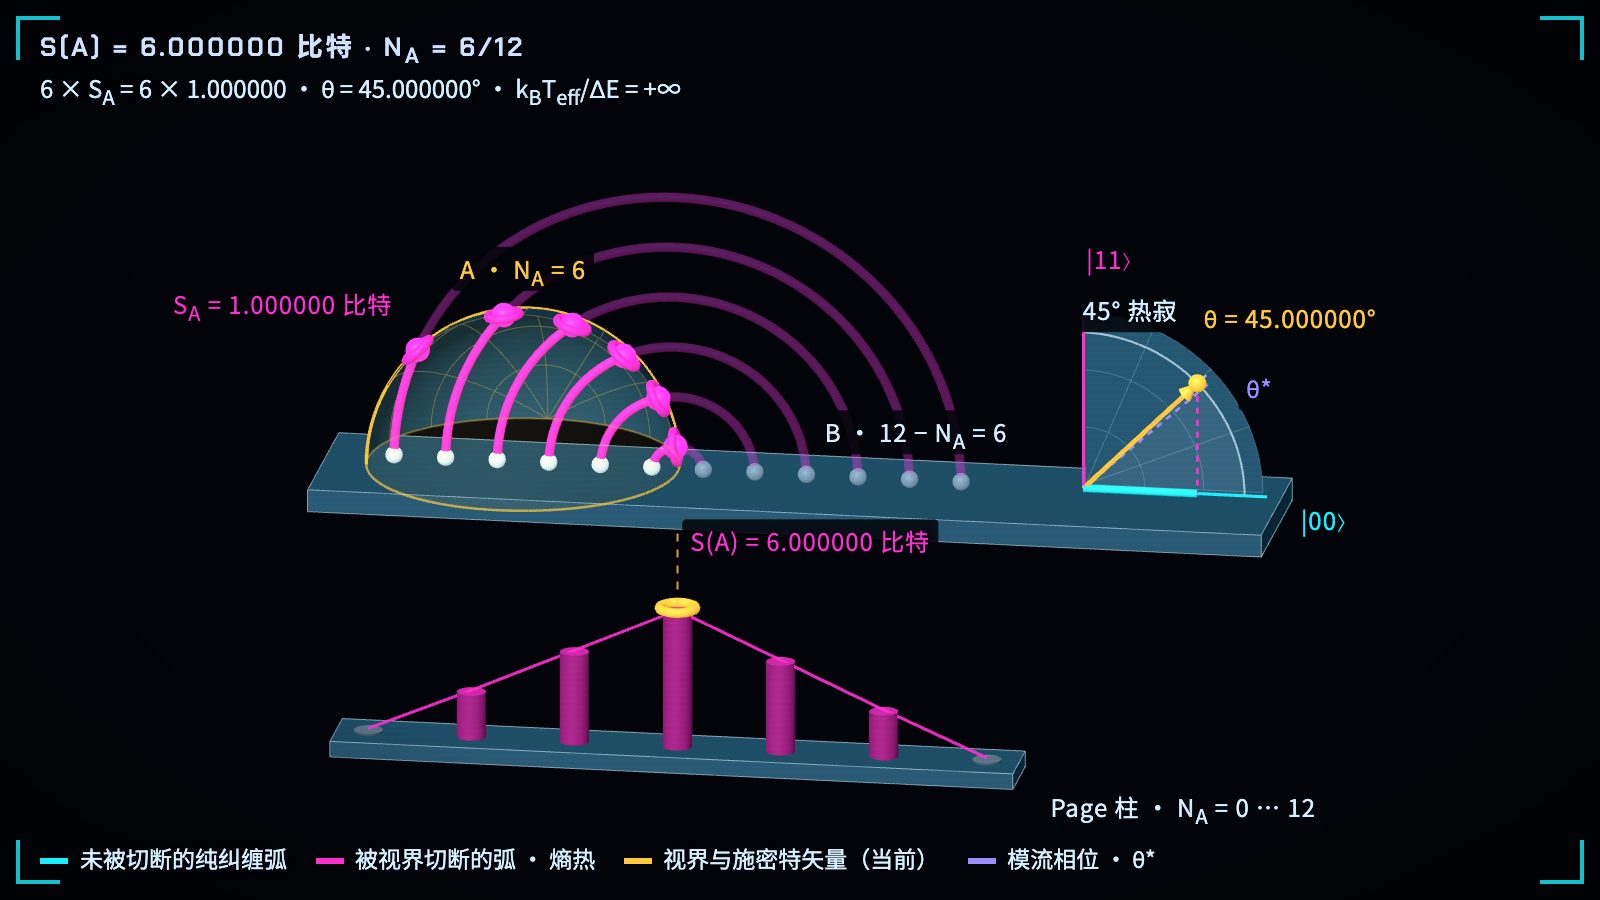 S(A) = 6.000000 比特 · N_A = 6/12
6 × S_A = 6 × 1.000000 • θ = 45.000000° • k_BT_eff/ΔE = +∞
|11⟩
A • N_A = 6
S_A = 1.000000 比特
45° 热寂
θ = 45.000000°
θ*
B • 12 − N_A = 6
|00⟩
S(A) = 6.000000 比特
Page 柱 • N_A = 0 ⋯ 12
未被切断的纯纠缠弧
被视界切断的弧 • 熵热
视界与施密特矢量（当前）
模流相位 • θ*